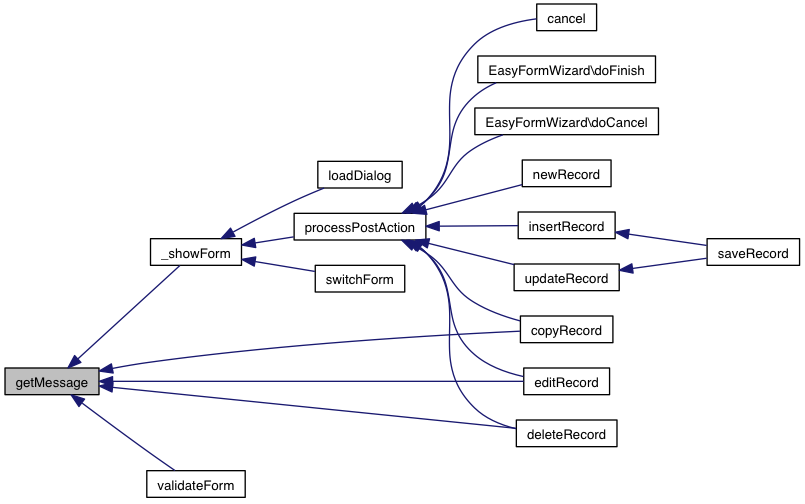 cancel
EasyFormWizard\doFinish
EasyFormWizard\doCancel
loadDialog
newRecord
processPostAction
insertRecord
_showForm
saveRecord
switchForm
updateRecord
copyRecord
getMessage
editRecord
deleteRecord
validateForm